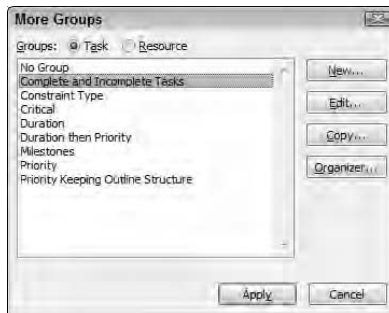 More Groups
Groups: Task Resource
No Group
Complete and Incomplete Tasks
Constraint Type
Critical
Duration
Duration then Priority
Milestones
Priority
Priority Keeping Outline Structure
New...
Edit...
Copy...
Organizer...
Apply
Cancel